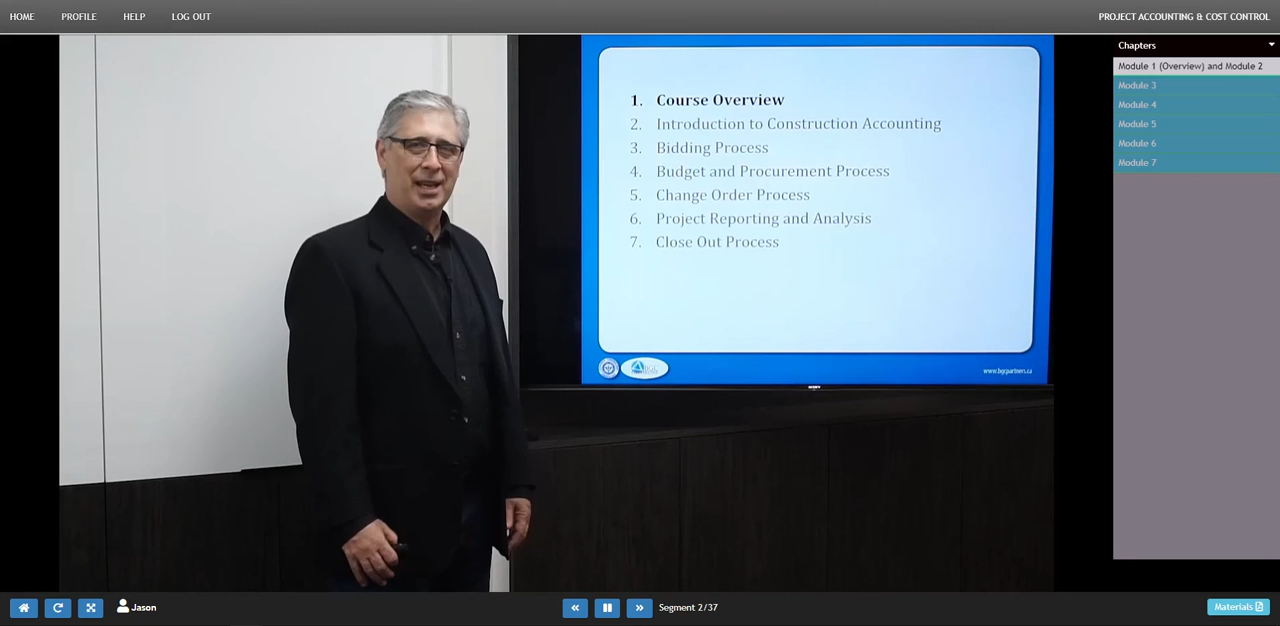 HOME PROFILE HELP LOG OUT PROJECT ACCOUNTING & COST CONTROL
Chapters
Module 1 (Overview) and Module 2
Module 3
Module 4
Module 5
Module 6
Module 7
1. Course Overview
2. Introduction to Construction Accounting
3. Bidding Process
4. Budget and Procurement Process
5. Change Order Process
6. Project Reporting and Analysis
7. Close Out Process
www.bgcpartners.ca
Jason
Segment 2/37
Materials